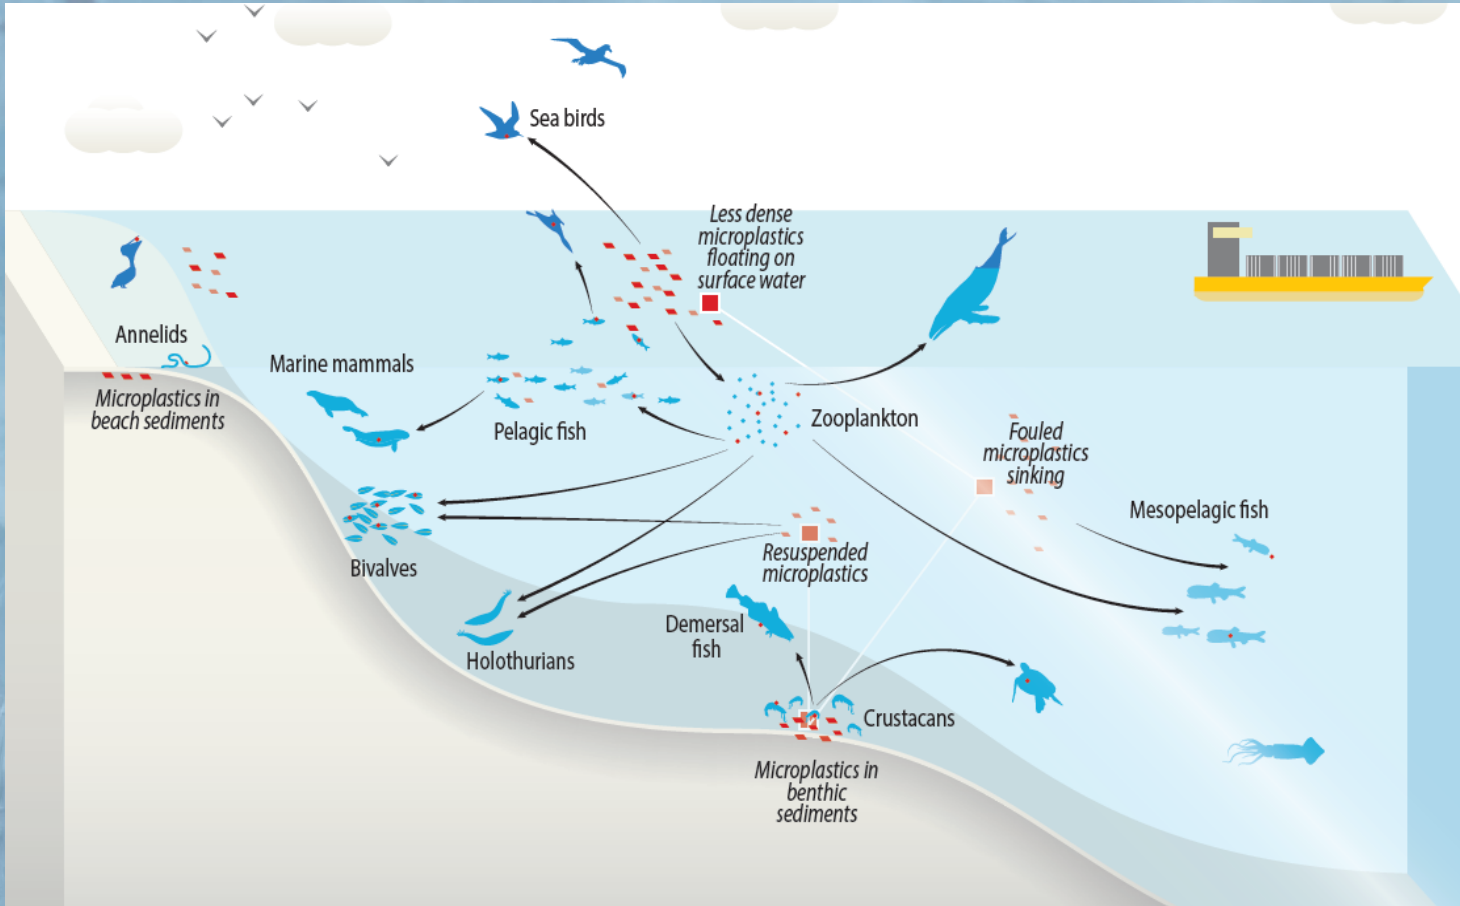 Sea birds
Less dense
microplastics
floating on
surface water
Annelids
Microplastics in
beach sediments
Marine mammals
Pelagic fish
Zooplankton
Fouled
microplastics
sinking
Mesopelagic fish
Bivalves
Resuspended
microplastics
Holothurians
Demersal
fish
Crustacans
Microplastics in
benthic
sediments